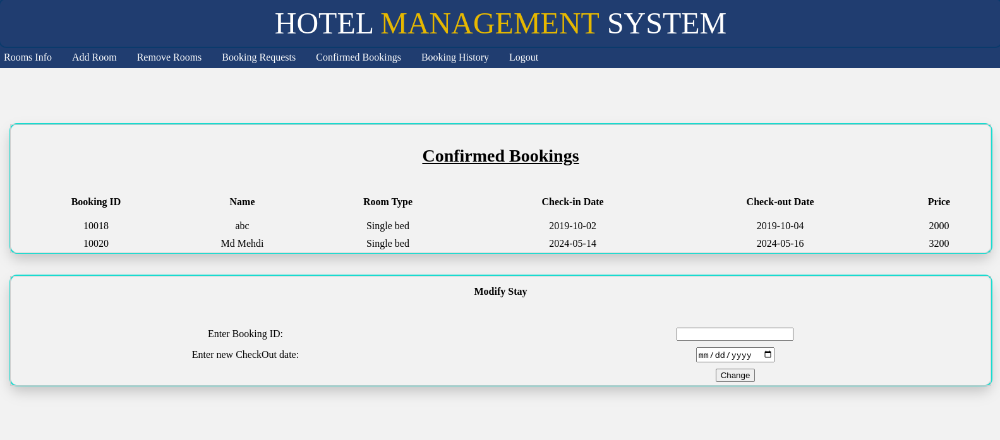 HOTEL MANAGEMENT SYSTEM
Rooms Info Add Room Remove Rooms Booking Requests Confirmed Bookings Booking History Logout
Confirmed Bookings
Booking ID Name Room Type Check-in Date Check-out Date Price
10018 abc Single bed 2019-10-02 2019-10-04 2000
10020 Md Mehdi Single bed 2024-05-14 2024-05-16 3200
Modify Stay
Enter Booking ID:
Enter new CheckOut date: mm/dd/yyyy
Change